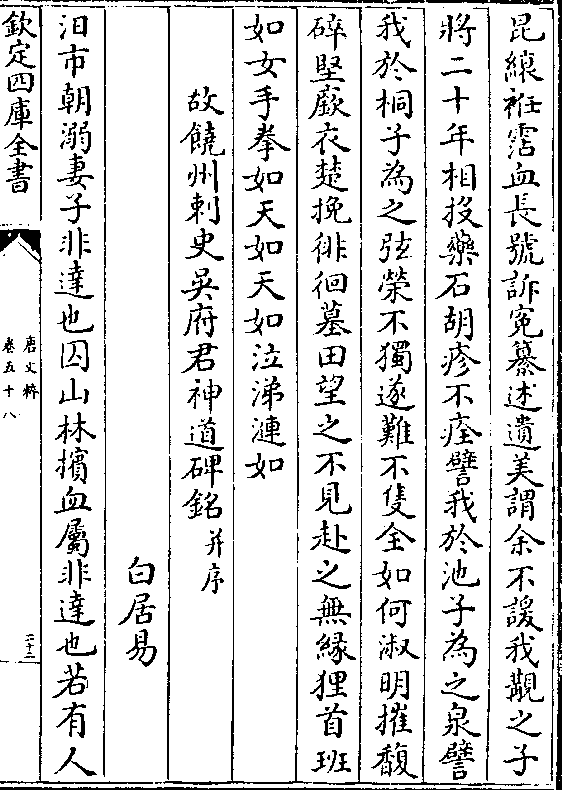 昆纕袵霑血長號訴寃纂述遺美謂余不諼我覯之子
將二十年相投藥石胡疹不痊譬我於池子為之泉譬
我於桐子為之弦榮不獨遂難不隻全如何淑明摧馥
碎堅厥衣楚挽徘徊墓田望之不見赴之無縁狸首班
如女手拳如天如天如泣涕漣如
故饒州刺史吳府君神道碑銘并序
白居易
汩市朝溺妻子非達也囚山林擯血屬非達也若有人
欽定四庫全書
唐文粹
卷五十八
二十三